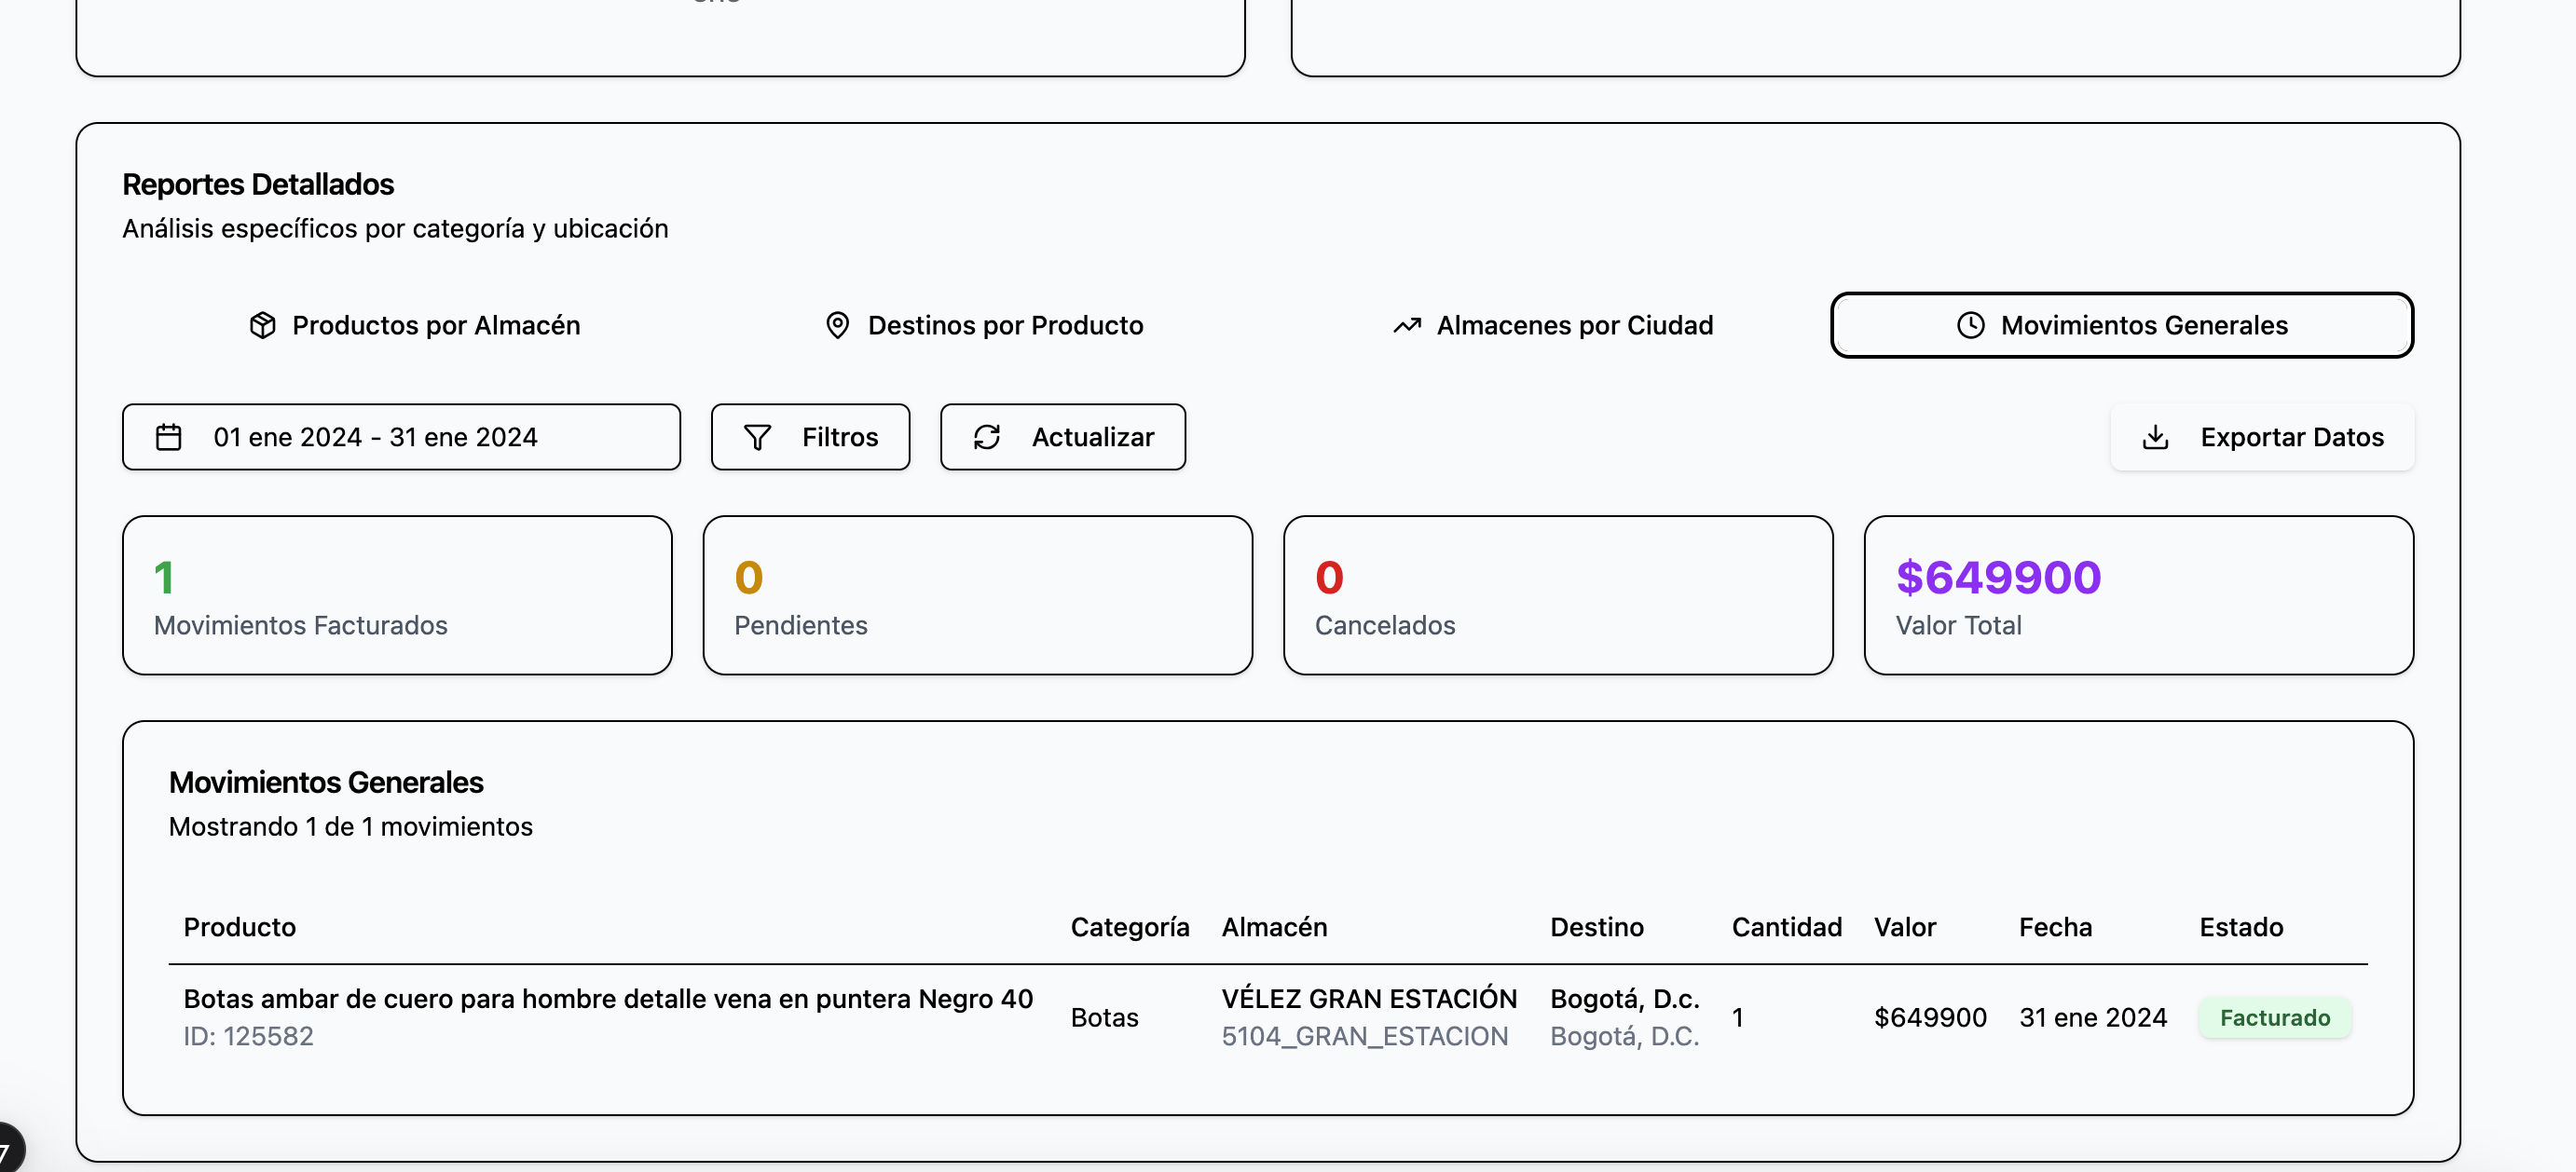 Reportes Detallados
Análisis específicos por categoría y ubicación
Productos por Almacén
Destinos por Producto
Almacenes por Ciudad
Movimientos Generales
01 ene 2024 - 31 ene 2024
Filtros
Actualizar
Exportar Datos
1
Movimientos Facturados
0
Pendientes
0
Cancelados
$649900
Valor Total
Movimientos Generales
Mostrando 1 de 1 movimientos
Producto Categoría Almacén Destino Cantidad Valor Fecha Estado
Botas ambar de cuero para hombre detalle vena en puntera Negro 40
ID: 125582
Botas
VÉLEZ GRAN ESTACIÓN
5104_GRAN_ESTACION
Bogotá, D.c.
Bogotá, D.C.
1
$649900
31 ene 2024
Facturado